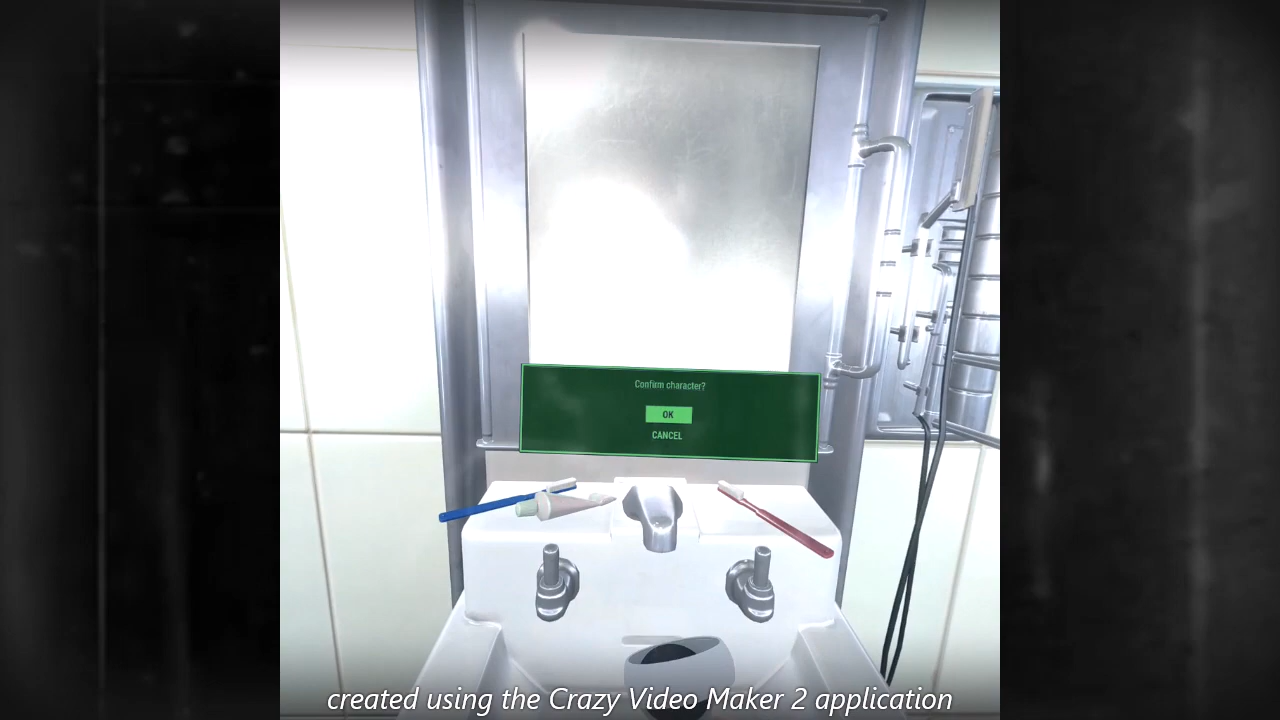 Confirm character?
OK
CANCEL
created using the Crazy Video Maker 2 application